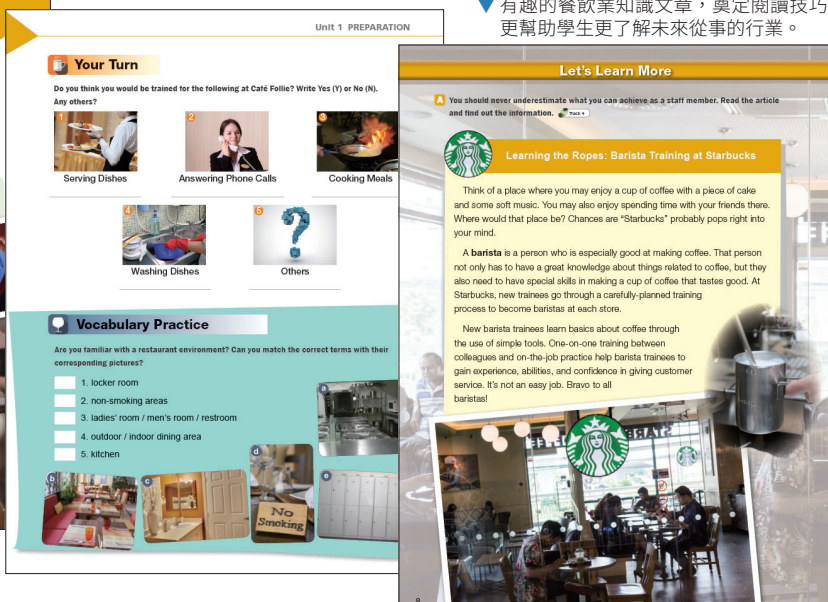 ▼有趣的餐飲業知識文章，奠定閱讀技巧
更幫助學生更了解未來從事的行業。
Unit 1 PREPARATION
Your Turn
Do you think you would be trained for the following at Café Follie? Write Yes (Y) or No (N).
Any others?
1
2
3
Serving Dishes
Answering Phone Calls
Cooking Meals
4
5
Washing Dishes
Others
Vocabulary Practice
Are you familiar with a restaurant environment? Can you match the correct terms with their
corresponding pictures?
1. locker room
2. non-smoking areas
3. ladies' room / men's room / restroom
4. outdoor / indoor dining area
5. kitchen
a
b
c
d
e
No
Smoking
Let's Learn More
A You should never underestimate what you can achieve as a staff member. Read the article
and find out the information. Track 4
Learning the Ropes: Barista Training at Starbucks
Think of a place where you may enjoy a cup of coffee with a piece of cake
and some soft music. You may also enjoy spending time with your friends there.
Where would that place be? Chances are "Starbucks" probably pops right into
your mind.
A barista is a person who is especially good at making coffee. That person
not only has to have a great knowledge about things related to coffee, but they
also need to have special skills in making a cup of coffee that tastes good. At
Starbucks, new trainees go through a carefully-planned training
process to become baristas at each store.
New barista trainees learn basics about coffee through
the use of simple tools. One-on-one training between
colleagues and on-the-job practice help barista trainees to
gain experience, abilities, and confidence in giving customer
service. It's not an easy job. Bravo to all
baristas!
8